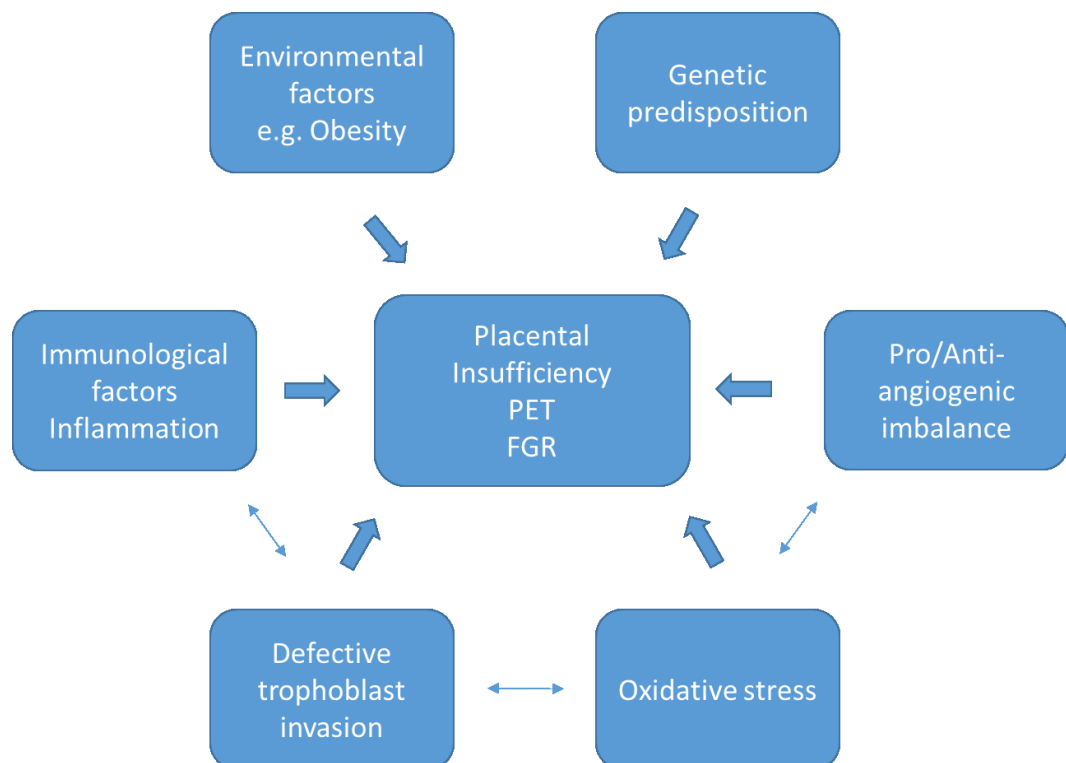 Environmental
factors
e.g. Obesity
Genetic
predisposition
Immunological
factors
Inflammation
Placental
Insufficiency
PET
FGR
Pro/Anti-
angiogenic
imbalance
Defective
trophoblast
invasion
Oxidative stress